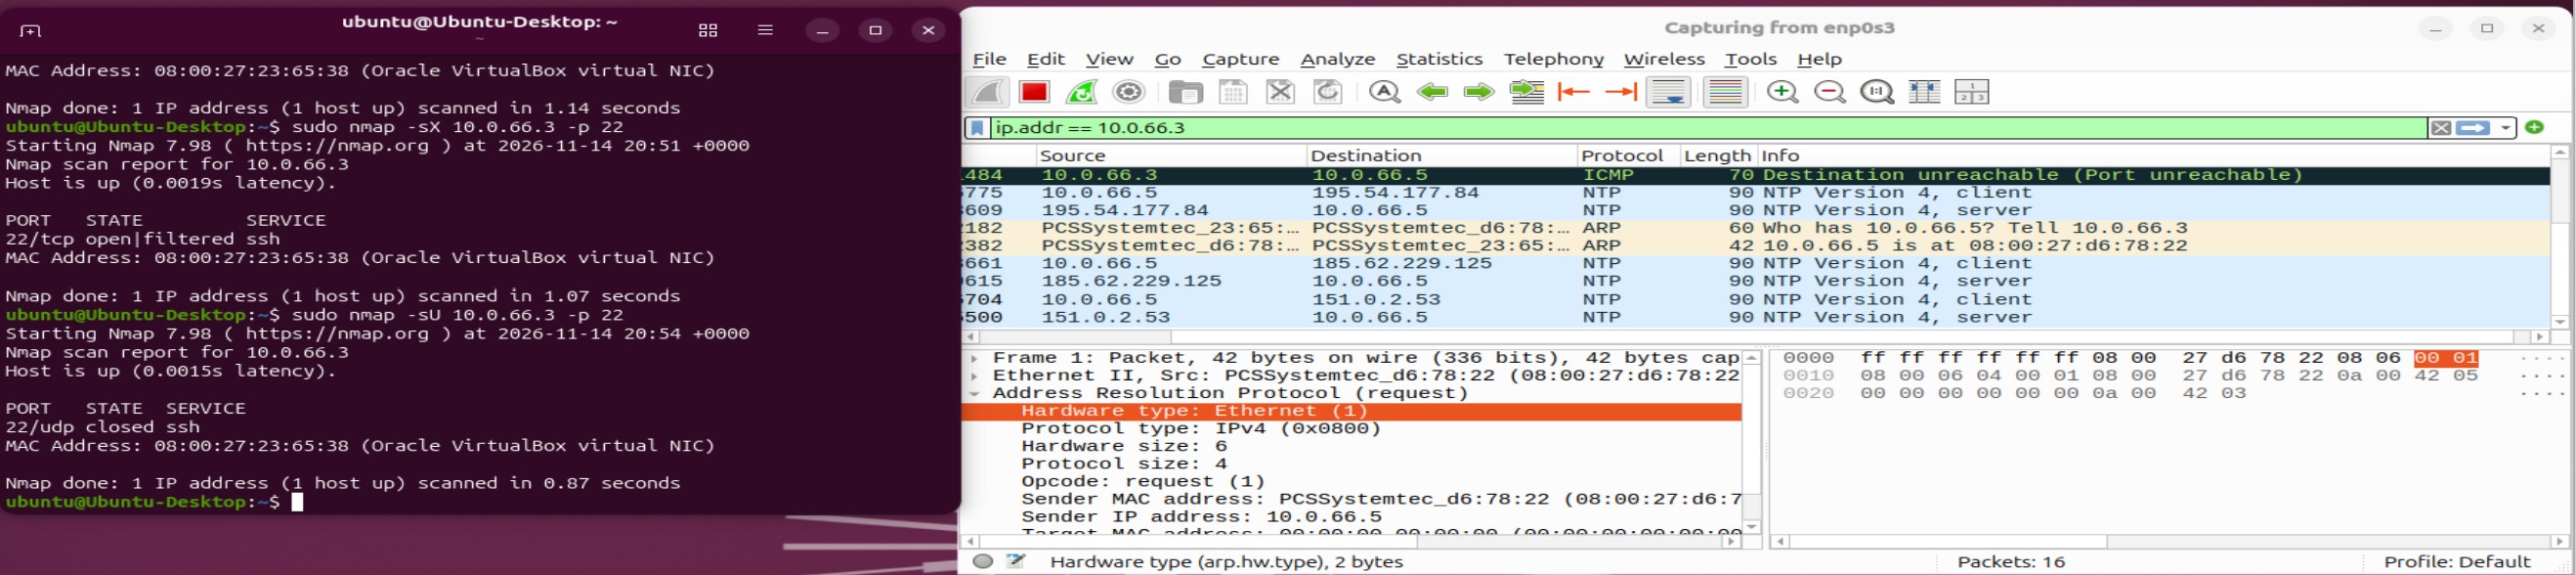 ubuntu@Ubuntu-Desktop: ~
~
MAC Address: 08:00:27:23:65:38 (Oracle VirtualBox virtual NIC)
Nmap done: 1 IP address (1 host up) scanned in 1.14 seconds
ubuntu@Ubuntu-Desktop:~$ sudo nmap -sX 10.0.66.3 -p 22
Starting Nmap 7.98 ( https://nmap.org ) at 2026-11-14 20:51 +0000
Nmap scan report for 10.0.66.3
Host is up (0.0019s latency).
PORT   STATE         SERVICE
22/tcp open|filtered ssh
MAC Address: 08:00:27:23:65:38 (Oracle VirtualBox virtual NIC)
Nmap done: 1 IP address (1 host up) scanned in 1.07 seconds
ubuntu@Ubuntu-Desktop:~$ sudo nmap -sU 10.0.66.3 -p 22
Starting Nmap 7.98 ( https://nmap.org ) at 2026-11-14 20:54 +0000
Nmap scan report for 10.0.66.3
Host is up (0.0015s latency).
PORT   STATE  SERVICE
22/udp closed ssh
MAC Address: 08:00:27:23:65:38 (Oracle VirtualBox virtual NIC)
Nmap done: 1 IP address (1 host up) scanned in 0.87 seconds
ubuntu@Ubuntu-Desktop:~$
Capturing from enp0s3
File Edit View Go Capture Analyze Statistics Telephony Wireless Tools Help
ip.addr == 10.0.66.3
Source Destination Protocol Length Info
484 10.0.66.3 10.0.66.5 ICMP 70 Destination unreachable (Port unreachable)
775 10.0.66.5 195.54.177.84 NTP 90 NTP Version 4, client
609 195.54.177.84 10.0.66.5 NTP 90 NTP Version 4, server
182 PCSSystemtec_23:65:… PCSSystemtec_d6:78:… ARP 60 Who has 10.0.66.5? Tell 10.0.66.3
382 PCSSystemtec_d6:78:… PCSSystemtec_23:65:… ARP 42 10.0.66.5 is at 08:00:27:d6:78:22
661 10.0.66.5 185.62.229.125 NTP 90 NTP Version 4, client
615 185.62.229.125 10.0.66.5 NTP 90 NTP Version 4, server
704 10.0.66.5 151.0.2.53 NTP 90 NTP Version 4, client
500 151.0.2.53 10.0.66.5 NTP 90 NTP Version 4, server
Frame 1: Packet, 42 bytes on wire (336 bits), 42 bytes cap
Ethernet II, Src: PCSSystemtec_d6:78:22 (08:00:27:d6:78:22
Address Resolution Protocol (request)
Hardware type: Ethernet (1)
Protocol type: IPv4 (0x0800)
Hardware size: 6
Protocol size: 4
Opcode: request (1)
Sender MAC address: PCSSystemtec_d6:78:22 (08:00:27:d6:7
Sender IP address: 10.0.66.5
Target MAC address: 00:00:00_00:00:00 (00:00:00:00:00:00
0000 ff ff ff ff ff ff 08 00 27 d6 78 22 08 06 00 01 ····
0010 08 00 06 04 00 01 08 00 27 d6 78 22 0a 00 42 05 ····
0020 00 00 00 00 00 00 0a 00 42 03 ····
Hardware type (arp.hw.type), 2 bytes
Packets: 16
Profile: Default